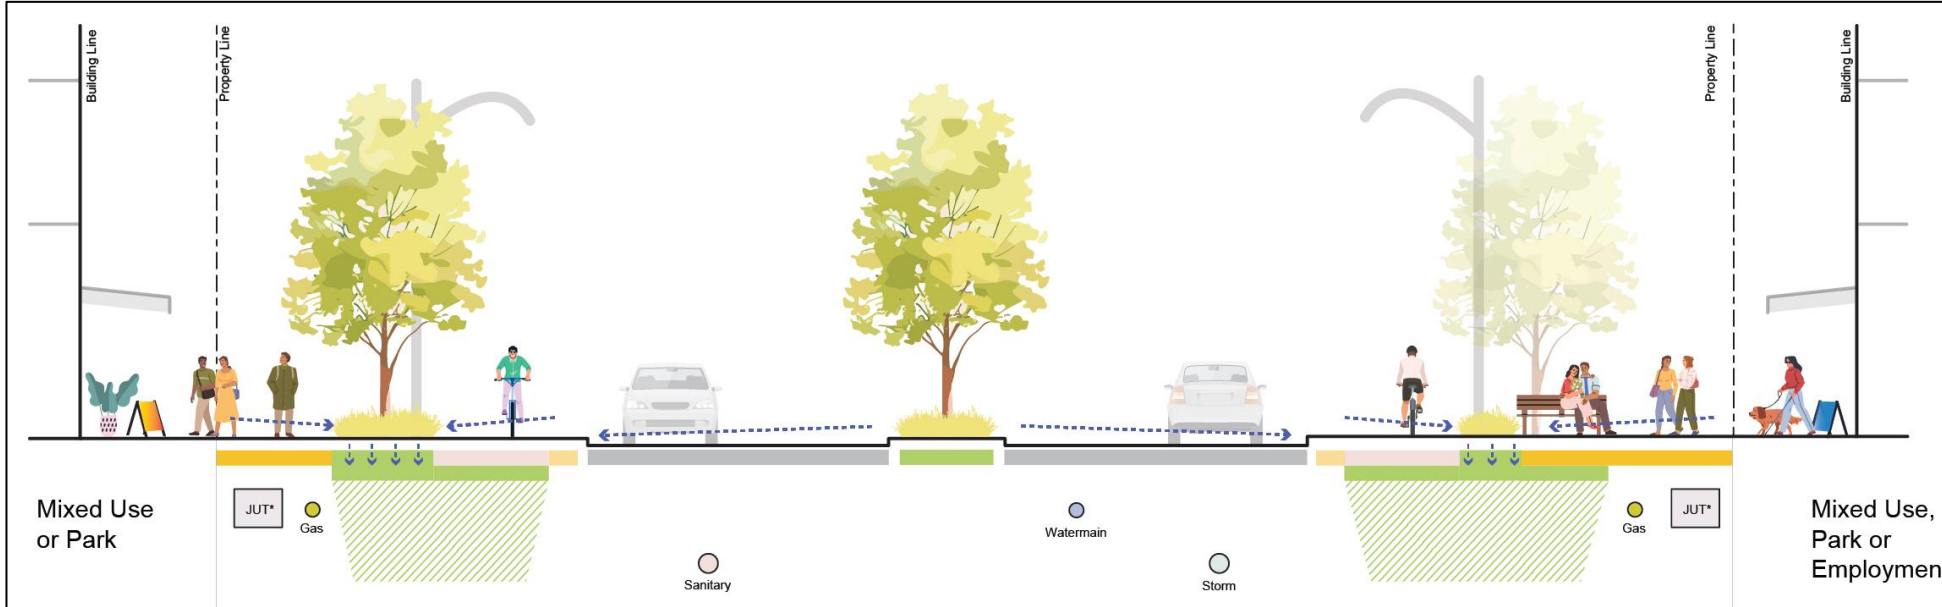 Building Line
Property Line
Property Line
Building Line
Mixed Use
or Park
JUT*
Gas
Sanitary
Watermain
Storm
Gas
JUT*
Mixed Use,
Park or
Employmen